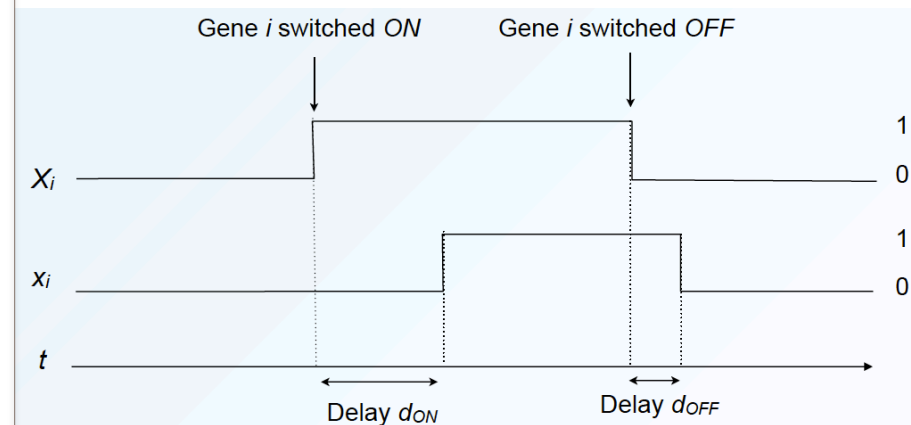 Gene i switched ON
Gene i switched OFF
1
Xi
0
1
xi
0
t
Delay dON
Delay dOFF